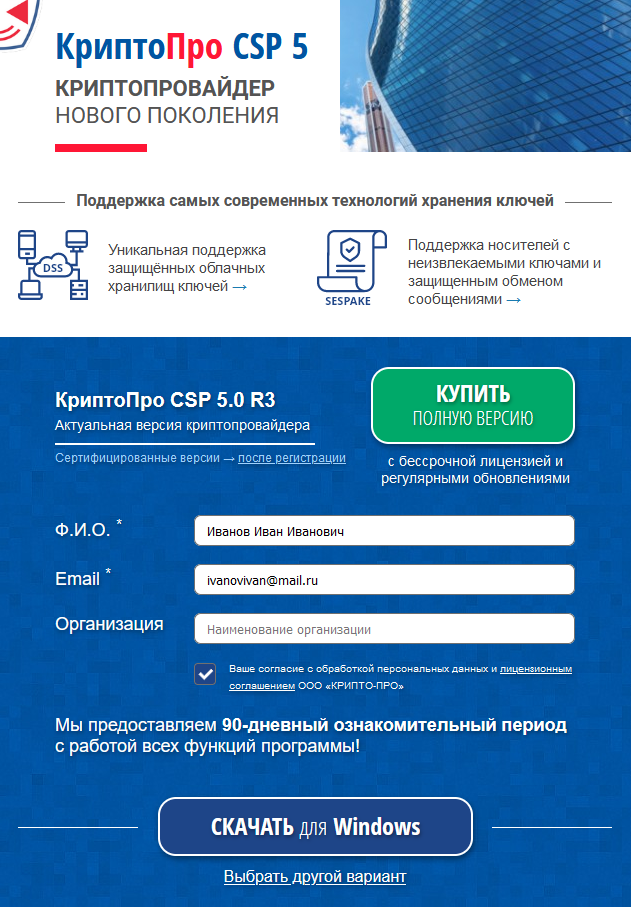 КриптоПро CSP 5
КРИПТОПРОВАЙДЕР
НОВОГО ПОКОЛЕНИЯ
Поддержка самых современных технологий хранения ключей
DSS
Уникальная поддержка
защищённых облачных
хранилищ ключей →
SESPAKE
Поддержка носителей с
неизвлекаемыми ключами и
защищенным обменом
сообщениями →
КриптоПро CSP 5.0 R3
Актуальная версия криптопровайдера
Сертифицированные версии → после регистрации
КУПИТЬ
ПОЛНУЮ ВЕРСИЮ
с бессрочной лицензией и
регулярными обновлениями
Ф.И.О. *
Иванов Иван Иванович
Email *
ivanovivan@mail.ru
Организация
Наименование организации
Ваше согласие с обработкой персональных данных и лицензионным
соглашением ООО «КРИПТО-ПРО»
Мы предоставляем 90-дневный ознакомительный период
с работой всех функций программы!
СКАЧАТЬ для Windows
Выбрать другой вариант